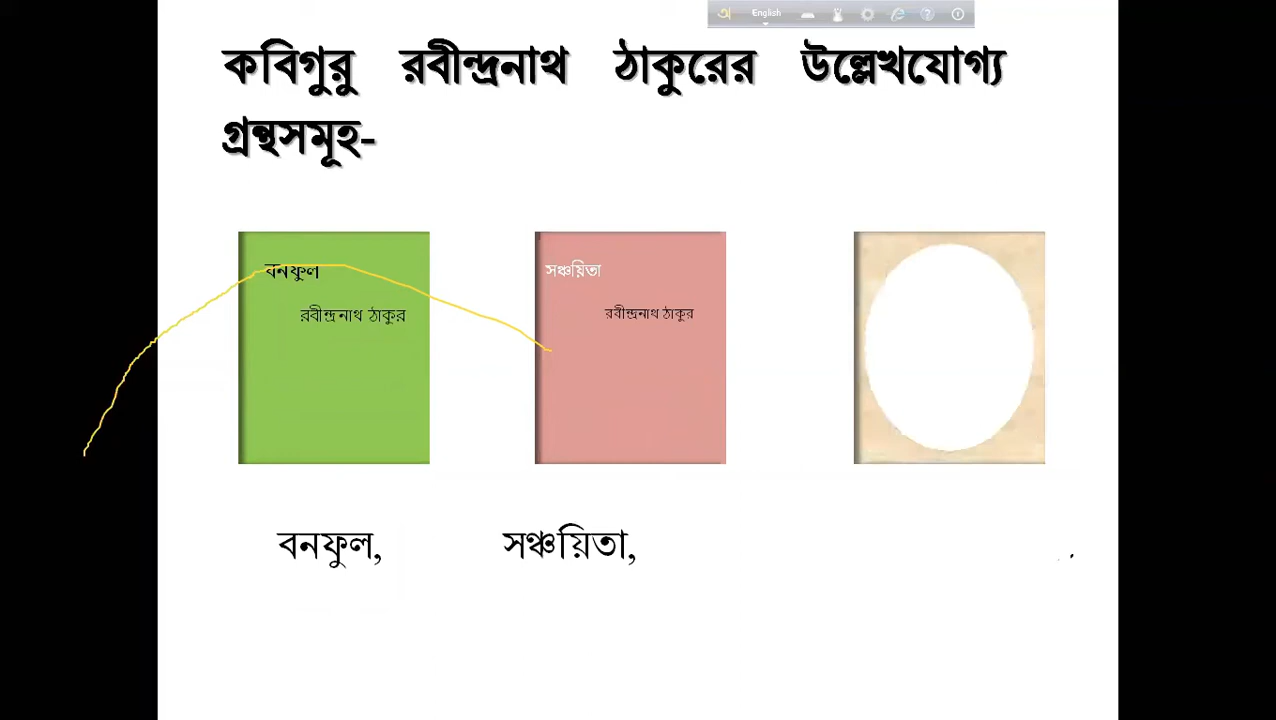 English
কবিগুরু রবীন্দ্রনাথ ঠাকুরের উল্লেখযোগ্য
গ্রন্থসমূহ-
বনফুল
রবীন্দ্রনাথ ঠাকুর
সঞ্চয়িতা
রবীন্দ্রনাথ ঠাকুর
বনফুল, সঞ্চয়িতা,